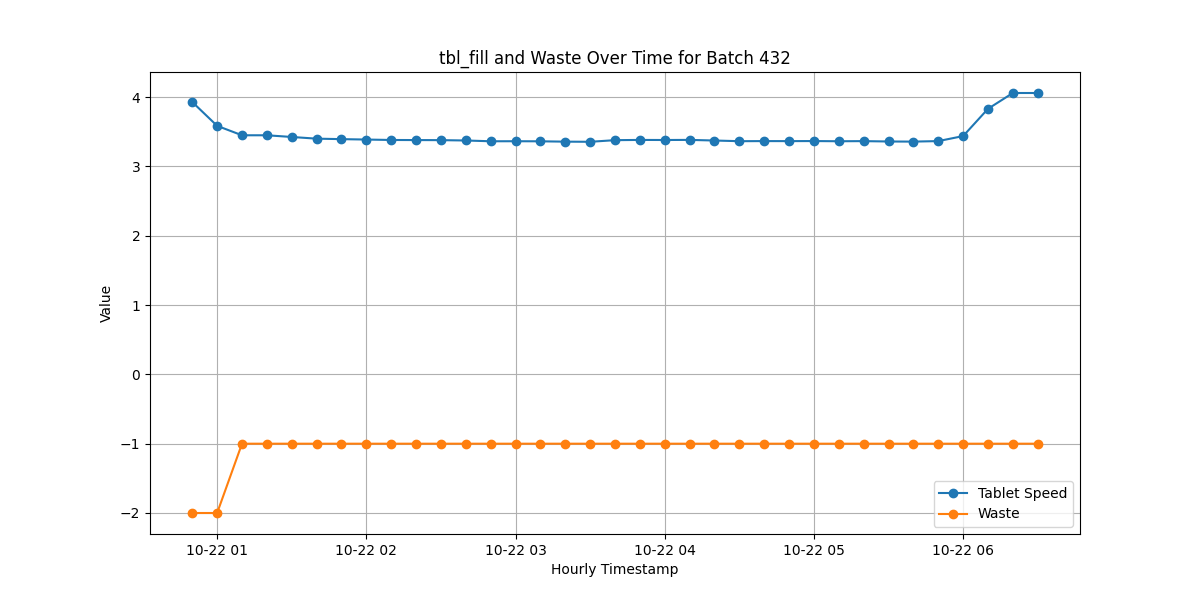 tbl_fill and Waste Over Time for Batch 432
4
3
2
1
0
−1
−2
Value
10-22 01
10-22 02
10-22 03
10-22 04
10-22 05
10-22 06
Hourly Timestamp
Tablet Speed
Waste